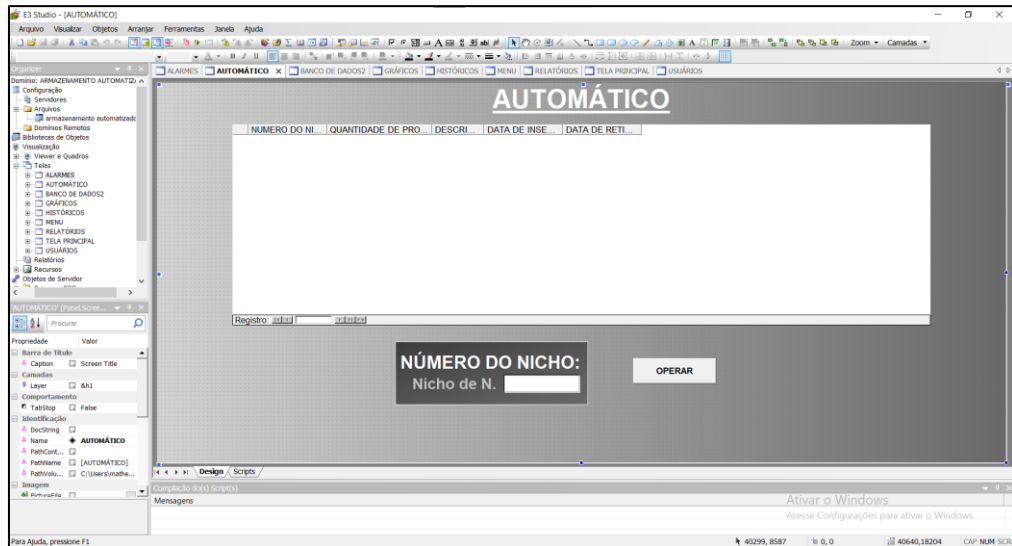 E3 Studio - [AUTOMÁTICO]
Arquivo Visualizar Objetos Arranjar Ferramentas Janela Ajuda
Zoom Camadas
Organizer
ALARMES AUTOMÁTICO X BANCO DE DADOS2 GRÁFICOS HISTÓRICOS MENU RELATÓRIOS TELA PRINCIPAL USUÁRIOS
Domínio: ARMAZENAMENTO AUTOMATIZ
Configuração
Servidores
Arquivos
armazenamento automatizado
Domínios Remotos
Bibliotecas de Objetos
Visualização
Viewer e Quadros
Telas
ALARMES
AUTOMÁTICO
BANCO DE DADOS2
GRÁFICOS
HISTÓRICOS
MENU
RELATÓRIOS
TELA PRINCIPAL
USUÁRIOS
Relatórios
Recursos
Objetos de Servidor
AUTOMÁTICO
NUMERO DO NI... QUANTIDADE DE PRO... DESCRI... DATA DE INSE... DATA DE RETI...
Registro:
NÚMERO DO NICHO:
Nicho de N.
OPERAR
'AUTOMÁTICO' (Panel.Scree...
Procurar
Propriedade Valor
Barra de Título
Caption Screen Title
Camadas
Layer &h1
Comportamento
TabStop False
Identificação
DocString
Name AUTOMÁTICO
PathCont...
PathName [AUTOMÁTICO]
PathVolu... C:\Users\mathe...
Imagem
PictureFile
Design Scripts
Compilação do(s) Script(s)
Mensagens
Ativar o Windows
Acesse Configurações para ativar o Windows.
Para Ajuda, pressione F1
40299, 8587 0, 0 40640,18204 CAP NUM SCR